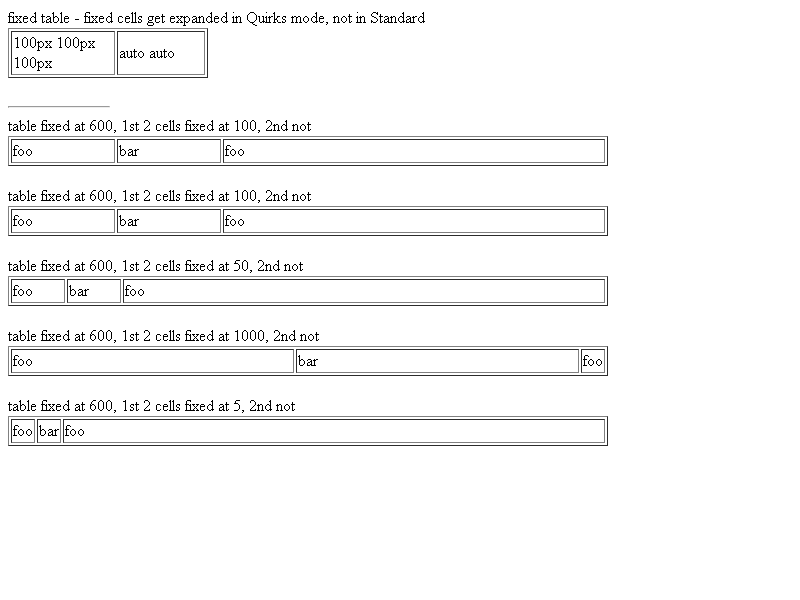 fixed table - fixed cells get expanded in Quirks mode, not in Standard
100px 100px
100px
auto auto
table fixed at 600, 1st 2 cells fixed at 100, 2nd not
foo bar foo
table fixed at 600, 1st 2 cells fixed at 100, 2nd not
foo bar foo
table fixed at 600, 1st 2 cells fixed at 50, 2nd not
foo bar foo
table fixed at 600, 1st 2 cells fixed at 1000, 2nd not
foo bar foo
table fixed at 600, 1st 2 cells fixed at 5, 2nd not
foo bar foo